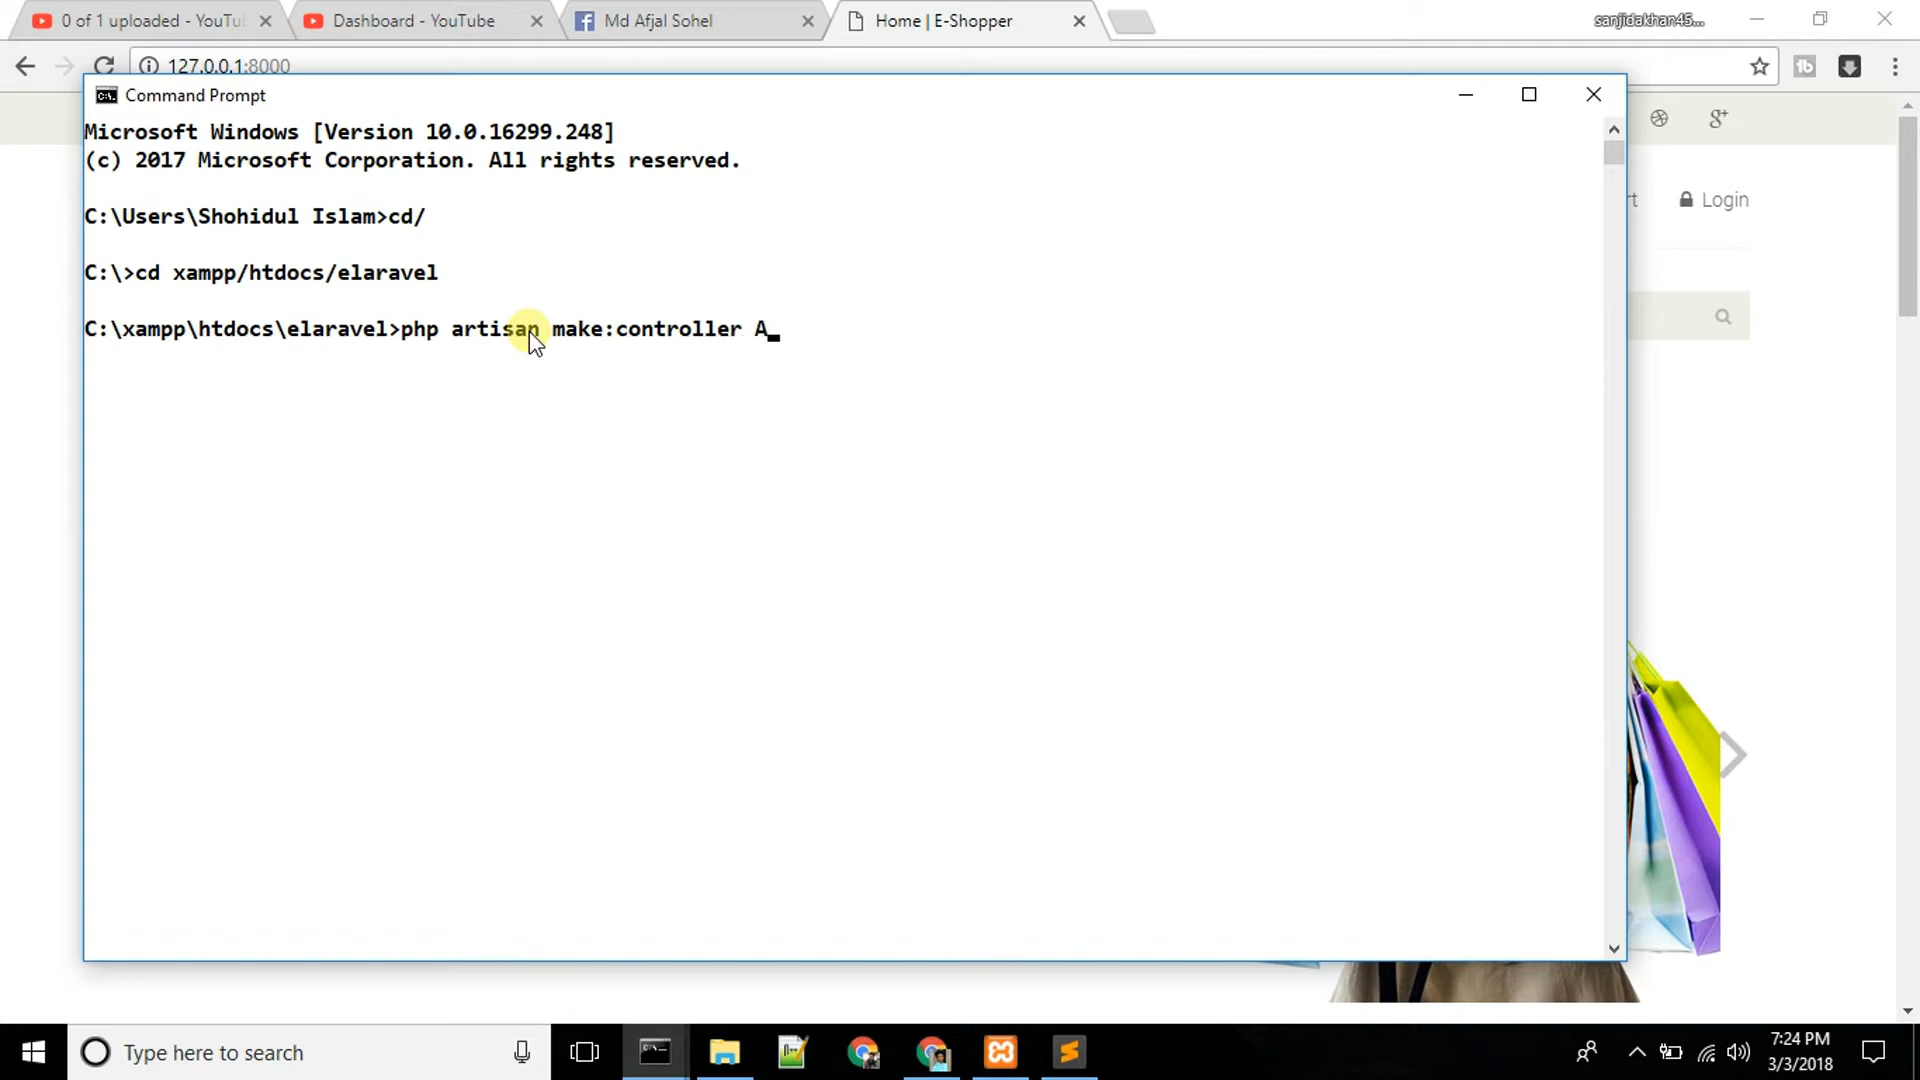 0 of 1 uploaded - YouTu
Dashboard - YouTube
Md Afjal Sohel
Home | E-Shopper
sanjidakhan45...
127.0.0.1:8000
Command Prompt
Microsoft Windows [Version 10.0.16299.248]
(c) 2017 Microsoft Corporation. All rights reserved.
C:\Users\Shohidul Islam>cd/
C:\>cd xampp/htdocs/elaravel
C:\xampp\htdocs\elaravel>php artisan make:controller A
rt
Login
Type here to search
7:24 PM
3/3/2018